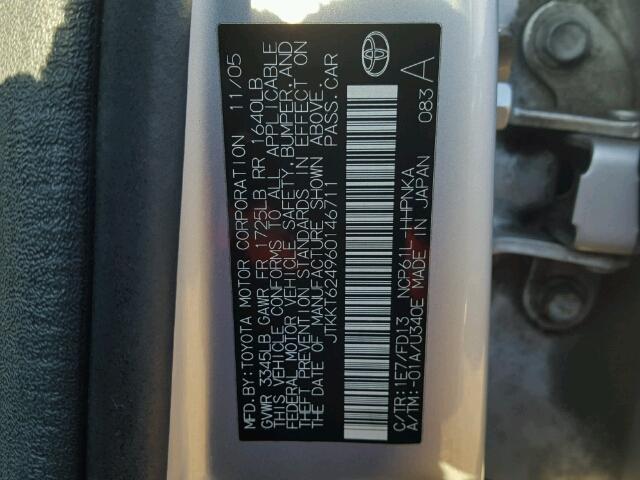 MFD.BY:TOYOTA MOTOR CORPORATION 11/05
GVWR 3345LB GAWR FR 1725LB RR 1640LB
THIS VEHICLE CONFORMS TO ALL APPLICABLE
FEDERAL MOTOR VEHICLE SAFETY, BUMPER, AND
THEFT PREVENTION STANDARDS IN EFFECT ON
THE DATE OF MANUFACTURE SHOWN ABOVE.
JTKKT624960146711 PASS.CAR
C/TR:1E7/FD13 NCP61L-HHPNKA 083 A
A/TM:-01A/U340E MADE IN JAPAN